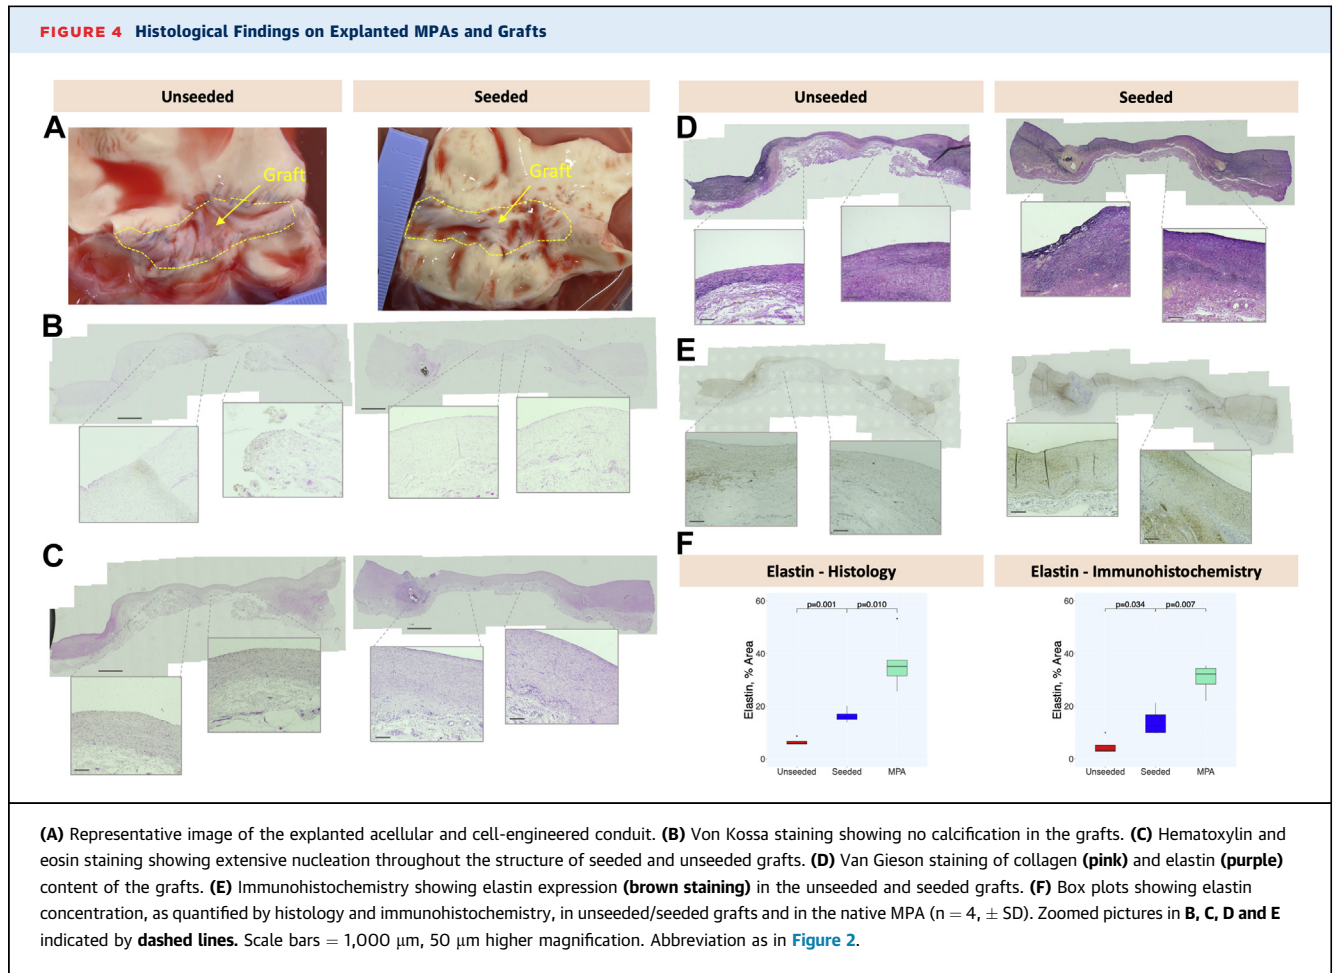 FIGURE 4 Histological Findings on Explanted MPAs and Grafts
Unseeded
Seeded
A
Graft
Graft
B
C
Unseeded
Seeded
D
E
F
Elastin - Histology
Elastin - Immunohistochemistry
60
40
20
0
Elastin, % Area
p=0.001
p=0.010
Unseeded
Seeded
MPA
60
40
20
0
Elastin, % Area
p=0.034
p=0.007
Unseeded
Seeded
MPA
(A) Representative image of the explanted acellular and cell-engineered conduit. (B) Von Kossa staining showing no calcification in the grafts. (C) Hematoxylin and
eosin staining showing extensive nucleation throughout the structure of seeded and unseeded grafts. (D) Van Gieson staining of collagen (pink) and elastin (purple)
content of the grafts. (E) Immunohistochemistry showing elastin expression (brown staining) in the unseeded and seeded grafts. (F) Box plots showing elastin
concentration, as quantified by histology and immunohistochemistry, in unseeded/seeded grafts and in the native MPA (n = 4, ± SD). Zoomed pictures in B, C, D and E
indicated by dashed lines. Scale bars = 1,000 μm, 50 μm higher magnification. Abbreviation as in Figure 2.